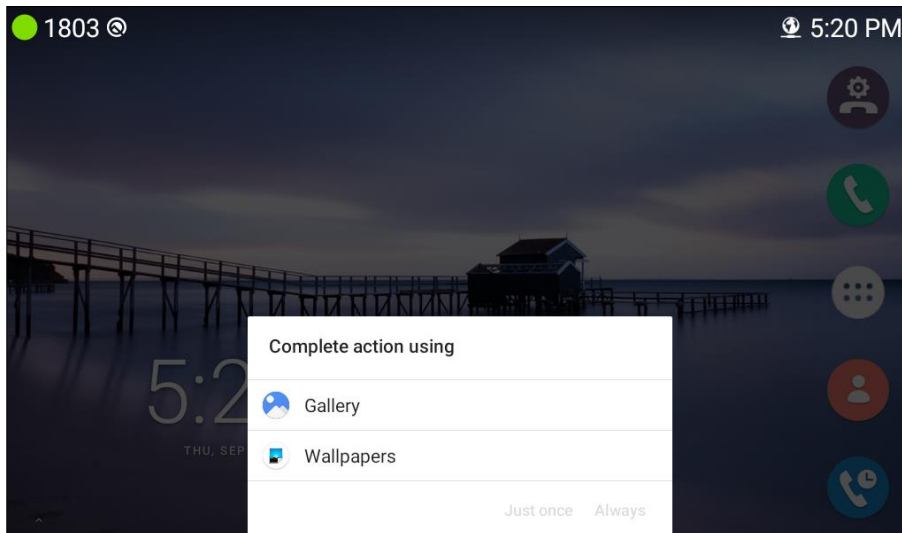 1803
5:20 PM
Complete action using
5:2
Gallery
THU, SEP
Wallpapers
Just once Always